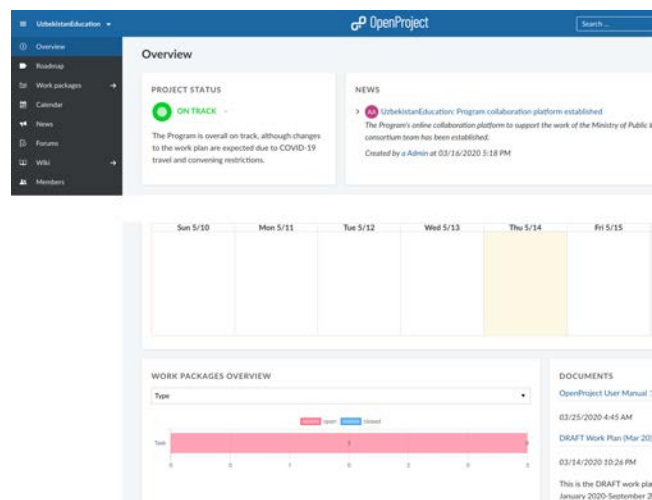 UzbekistanEducation
OpenProject
Search ...
Overview
Roadmap
Work packages
Calendar
News
Forums
Wiki
Members
Overview
PROJECT STATUS
ON TRACK
The Program is overall on track, although changes
to the work plan are expected due to COVID-19
travel and convening restrictions.
NEWS
AA UzbekistanEducation: Program collaboration platform established
The Program's online collaboration platform to support the work of the Ministry of Public
consortium team has been established.
Created by a Admin at 03/16/2020 5:18 PM
Sun 5/10 Mon 5/11 Tue 5/12 Wed 5/13 Thu 5/14 Fri 5/15
WORK PACKAGES OVERVIEW
Type
open closed
Task
DOCUMENTS
OpenProject User Manual
03/25/2020 4:45 AM
DRAFT Work Plan (Mar 20)
03/14/2020 10:26 PM
This is the DRAFT work
January 2020-September